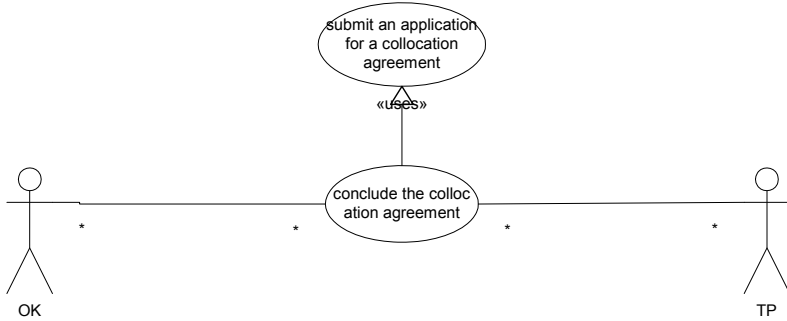 submit an application
for a collocation
agreement
«uses»
conclude the colloc
ation agreement
* * * *
OK TP